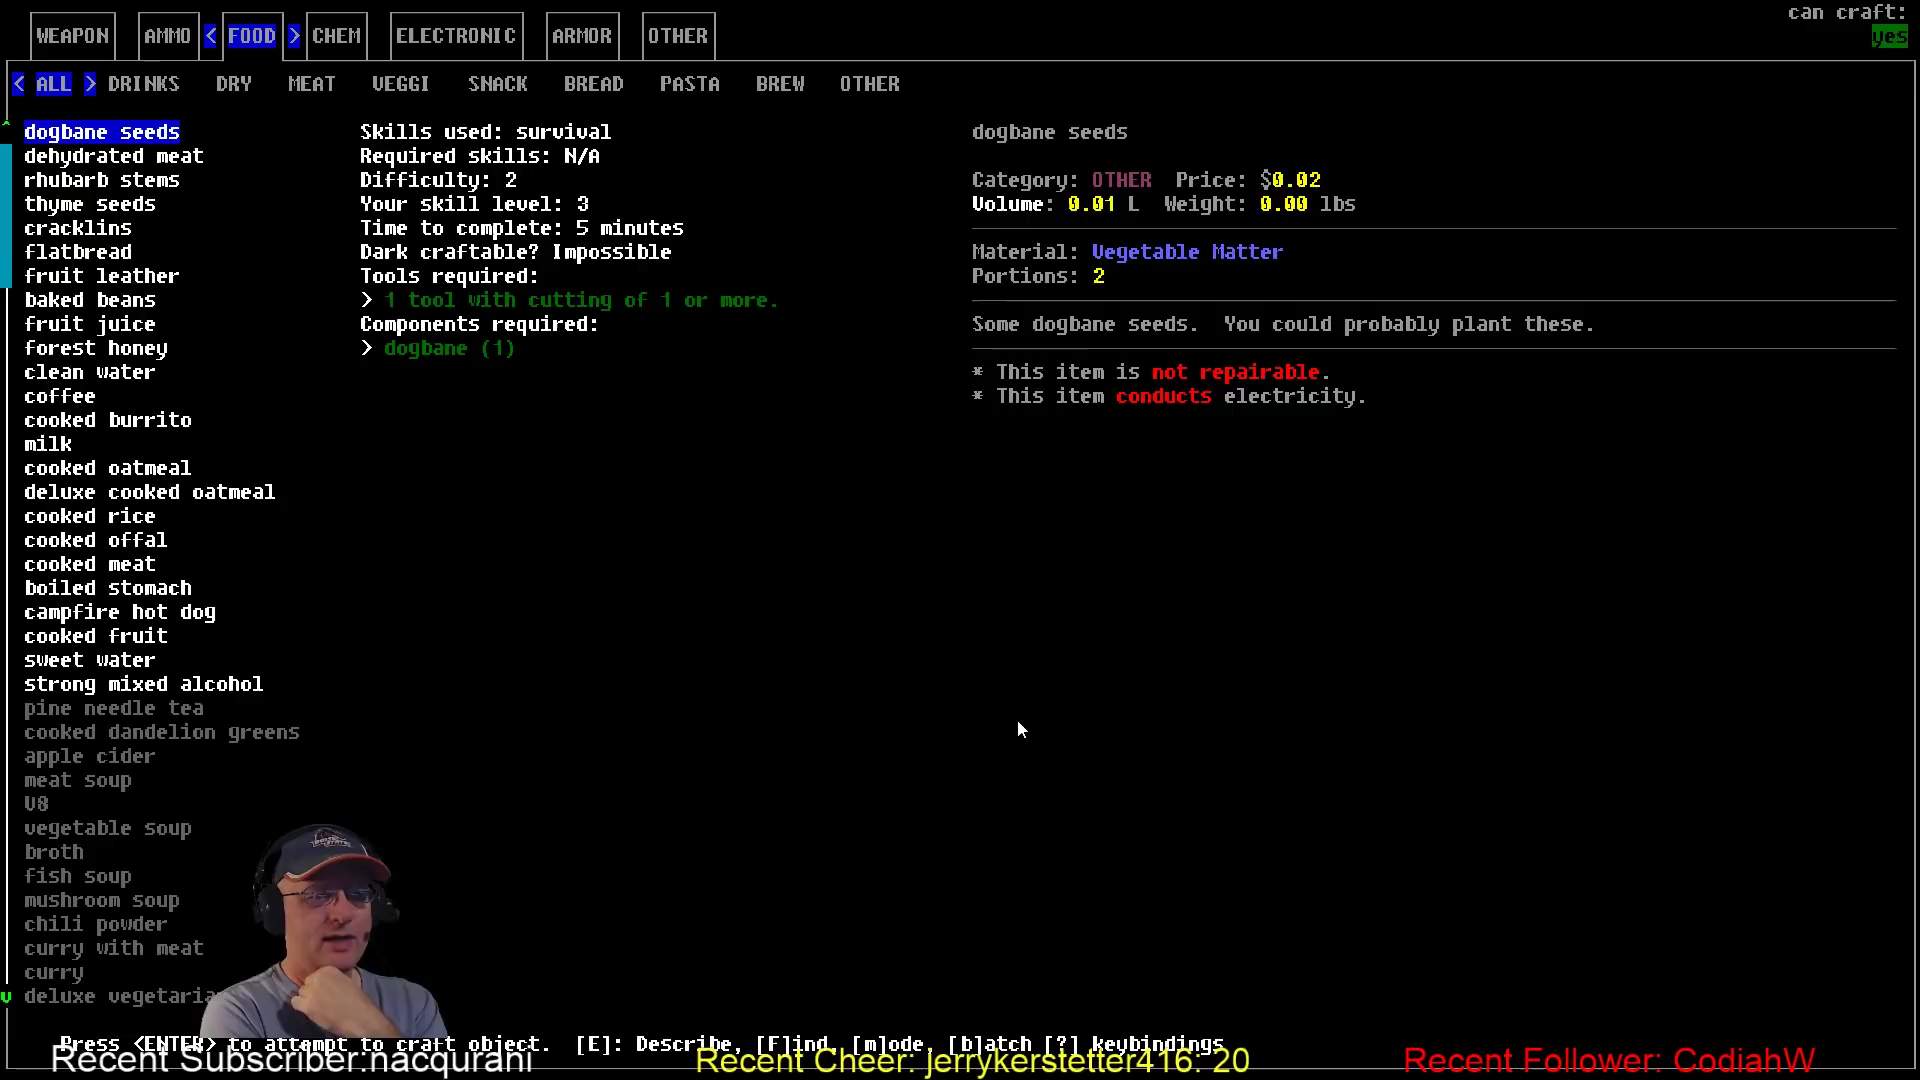 can craft:
WEAPON AMMO < FOOD > CHEM ELECTRONIC ARMOR OTHER yes
< ALL > DRINKS DRY MEAT VEGGI SNACK BREAD PASTA BREW OTHER
dogbane seeds
dehydrated meat
rhubarb stems
thyme seeds
cracklins
flatbread
fruit leather
baked beans
fruit juice
forest honey
clean water
coffee
cooked burrito
milk
cooked oatmeal
deluxe cooked oatmeal
cooked rice
cooked offal
cooked meat
boiled stomach
campfire hot dog
cooked fruit
sweet water
strong mixed alcohol
pine needle tea
cooked dandelion greens
apple cider
meat soup
V8
vegetable soup
broth
fish soup
mushroom soup
chili powder
curry with meat
curry
v deluxe vegetaria
Skills used: survival
Required skills: N/A
Difficulty: 2
Your skill level: 3
Time to complete: 5 minutes
Dark craftable? Impossible
Tools required:
> 1 tool with cutting of 1 or more.
Components required:
> dogbane (1)
dogbane seeds
Category: OTHER Price: $0.02
Volume: 0.01 L Weight: 0.00 lbs
Material: Vegetable Matter
Portions: 2
Some dogbane seeds. You could probably plant these.
* This item is not repairable.
* This item conducts electricity.
Press <ENTER> to attempt to craft object. [E]: Describe, [F]ind, [m]ode, [b]atch [?] keybindings
Recent Subscriber:nacqurani Recent Cheer: jerrykerstetter416: 20 Recent Follower: CodiahW